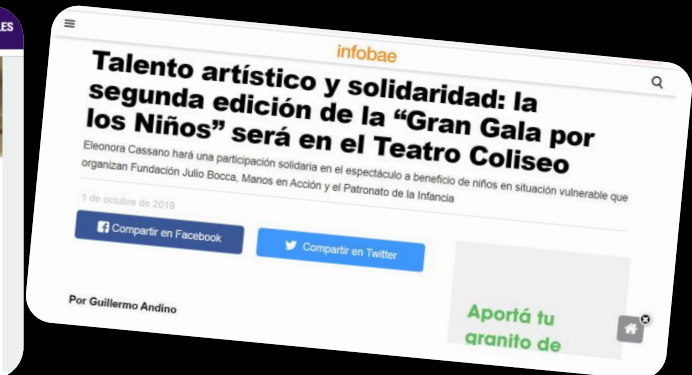 LES
infobae
Talento artístico y solidaridad: la
segunda edición de la “Gran Gala por
los Niños” será en el Teatro Coliseo
Eleonora Cassano hará una participación solidaria en el espectáculo a beneficio de niños en situación vulnerable que
organizan Fundación Julio Bocca, Manos en Acción y el Patronato de la Infancia
1 de octubre de 2019
Compartir en Facebook
Compartir en Twitter
Por Guillermo Andino
Aportá tu
granito de